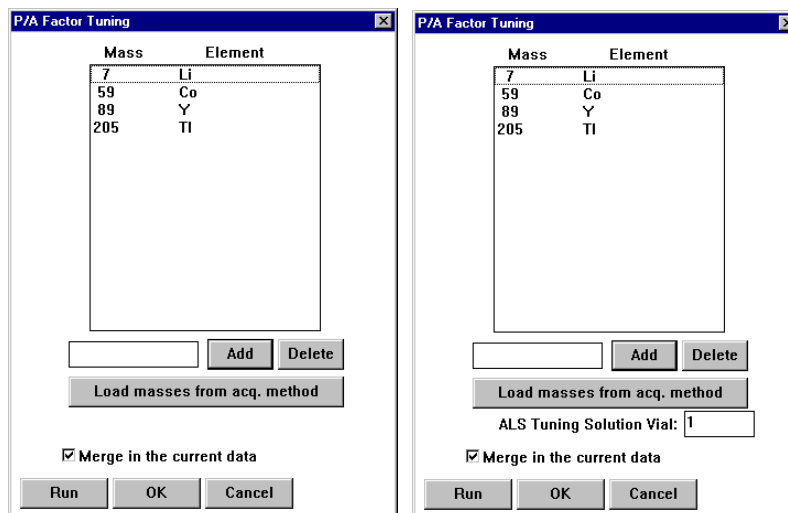 P/A Factor Tuning
Mass Element
7 Li
59 Co
89 Y
205 Tl
Add Delete
Load masses from acq. method
Merge in the current data
Run OK Cancel
P/A Factor Tuning
Mass Element
7 Li
59 Co
89 Y
205 Tl
Add Delete
Load masses from acq. method
ALS Tuning Solution Vial: 1
Merge in the current data
Run OK Cancel